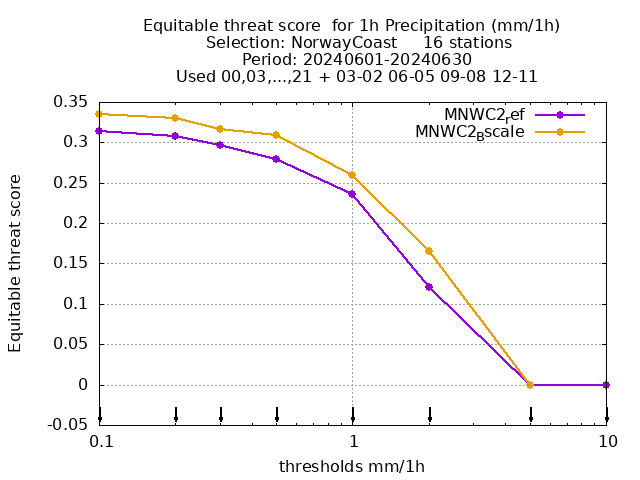 Equitable threat score  for 1h Precipitation (mm/1h)
Selection: NorwayCoast     16 stations
Period: 20240601-20240630
Used 00,03,...,21 + 03-02 06-05 09-08 12-11
MNWC2ref
MNWC2Bscale
Equitable threat score
0.35
0.3
0.25
0.2
0.15
0.1
0.05
0
-0.05
0.1
1
10
thresholds mm/1h